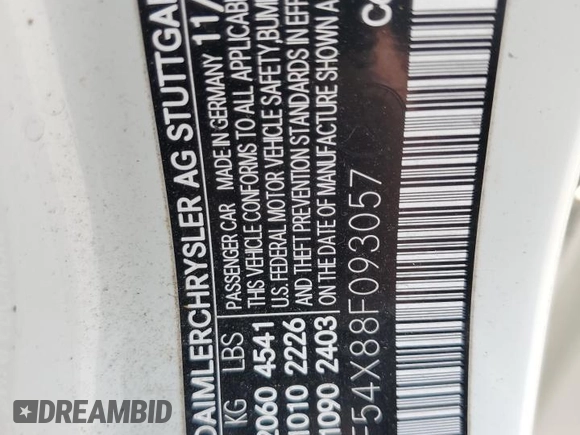 DAIMLERCHRYSLER AG STUTTGA
PASSENGER CAR MADE IN GERMANY 11/
KG LBS
THIS VEHICLE CONFORMS TO ALL APPLICAB
U.S. FEDERAL MOTOR VEHICLE SAFETY, BUM
AND THEFT PREVENTION STANDARDS IN EFF
ON THE DATE OF MANUFACTURE SHOWN A
2060 4541
1010 2226
1090 2403
54X88F093057
DREAMBID